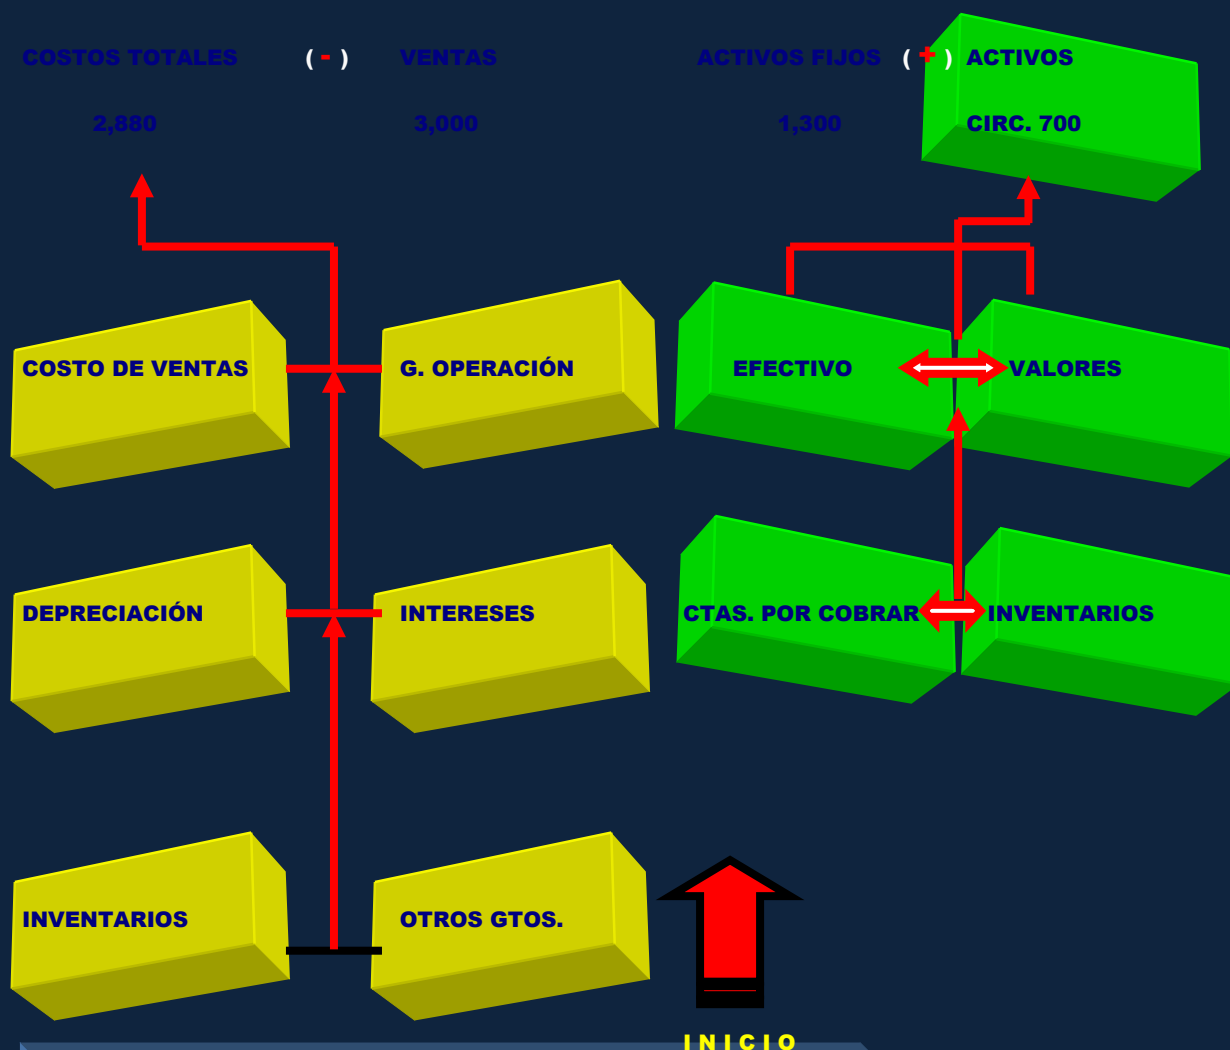 COSTOS TOTALES ( - ) VENTAS ACTIVOS FIJOS ( + ) ACTIVOS
2,880 3,000 1,300 CIRC. 700
COSTO DE VENTAS G. OPERACIÓN EFECTIVO VALORES
DEPRECIACIÓN INTERESES CTAS. POR COBRAR INVENTARIOS
INVENTARIOS OTROS GTOS.
INICIO